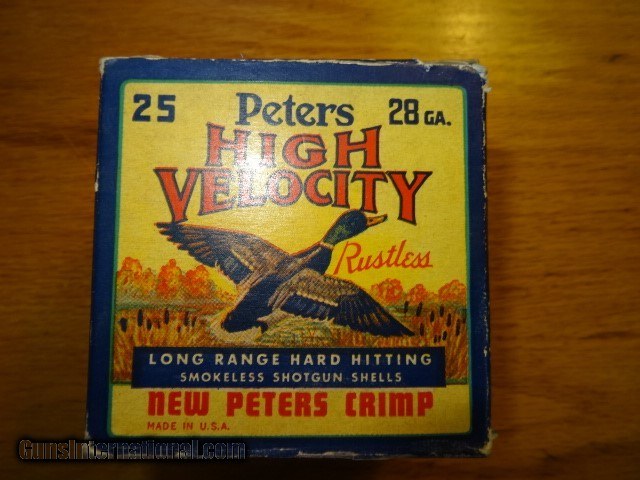 25 Peters 28 GA.
HIGH
VELOCITY
Rustless
LONG RANGE HARD HITTING
SMOKELESS SHOTGUN SHELLS
NEW PETERS CRIMP
MADE IN U.S.A.
GunsInternational.com